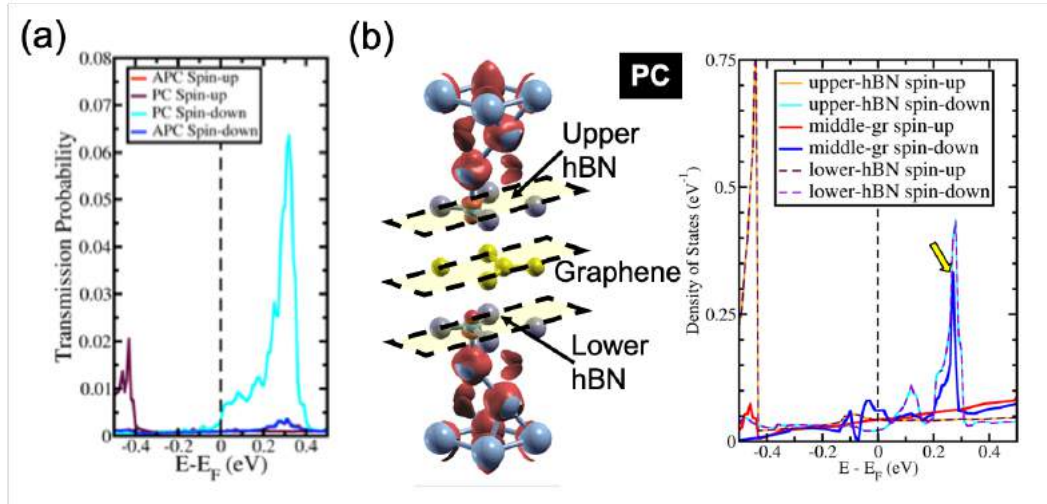 (a)
Transmission Probability
0.08
0.07
0.06
0.05
0.04
0.03
0.02
0.01
0
APC Spin-up
PC Spin-up
PC Spin-down
APC Spin-down
-0.4 -0.2 0 0.2 0.4
E-E_F (eV)
(b)
Upper
hBN
Graphene
Lower
hBN
PC
Density of States (eV⁻¹)
0.75
0.5
0.25
0
upper-hBN spin-up
upper-hBN spin-down
middle-gr spin-up
middle-gr spin-down
lower-hBN spin-up
lower-hBN spin-down
-0.4 -0.2 0 0.2 0.4
E - E_F (eV)